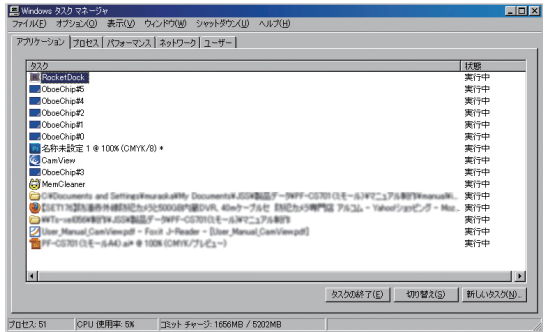 Windows タスク マネージャ
ファイル(F) オプション(O) 表示(V) ウィンドウ(W) シャットダウン(U) ヘルプ(H)
アプリケーション プロセス パフォーマンス ネットワーク ユーザー
タスク 状態
RocketDock 実行中
OboeChip#5 実行中
OboeChip#4 実行中
OboeChip#2 実行中
OboeChip#1 実行中
OboeChip#0 実行中
名称未設定 1 @ 100% (CMYK/8) * 実行中
CamView 実行中
OboeChip#3 実行中
MemCleaner 実行中
実行中
実行中
実行中
User_Manual_CamView.pdf - Foxit J-Reader - [User_Manual_CamView.pdf] 実行中
実行中
タスクの終了(E) 切り替え(S) 新しいタスク(N)...
プロセス: 51 CPU 使用率: 5% コミット チャージ: 1656MB / 5202MB